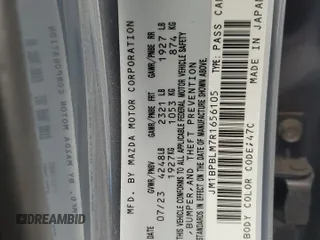 MFD BY MAZDA MOTOR CORPORATION
07/23 GAWR/PNBE FRT GAWR/PNBE RR
GVWR/PNBV 4248LB 2321 LB 1927 LB
1927KG 1053 KG 874 KG
THIS VEHICLE CONFORMS TO ALL APPLICABLE FEDERAL MOTOR VEHICLE SAFETY
, BUMPER, AND THEFT PREVENTION
STANDARDS IN EFFECT ON THE DATE OF MANUFACTURE SHOWN ABOVE.
JM1BPBLM7R1656105 TYPE: PASS CAR
BODY COLOR CODE: 47C MADE IN JAPAN
DREAMBID.COM